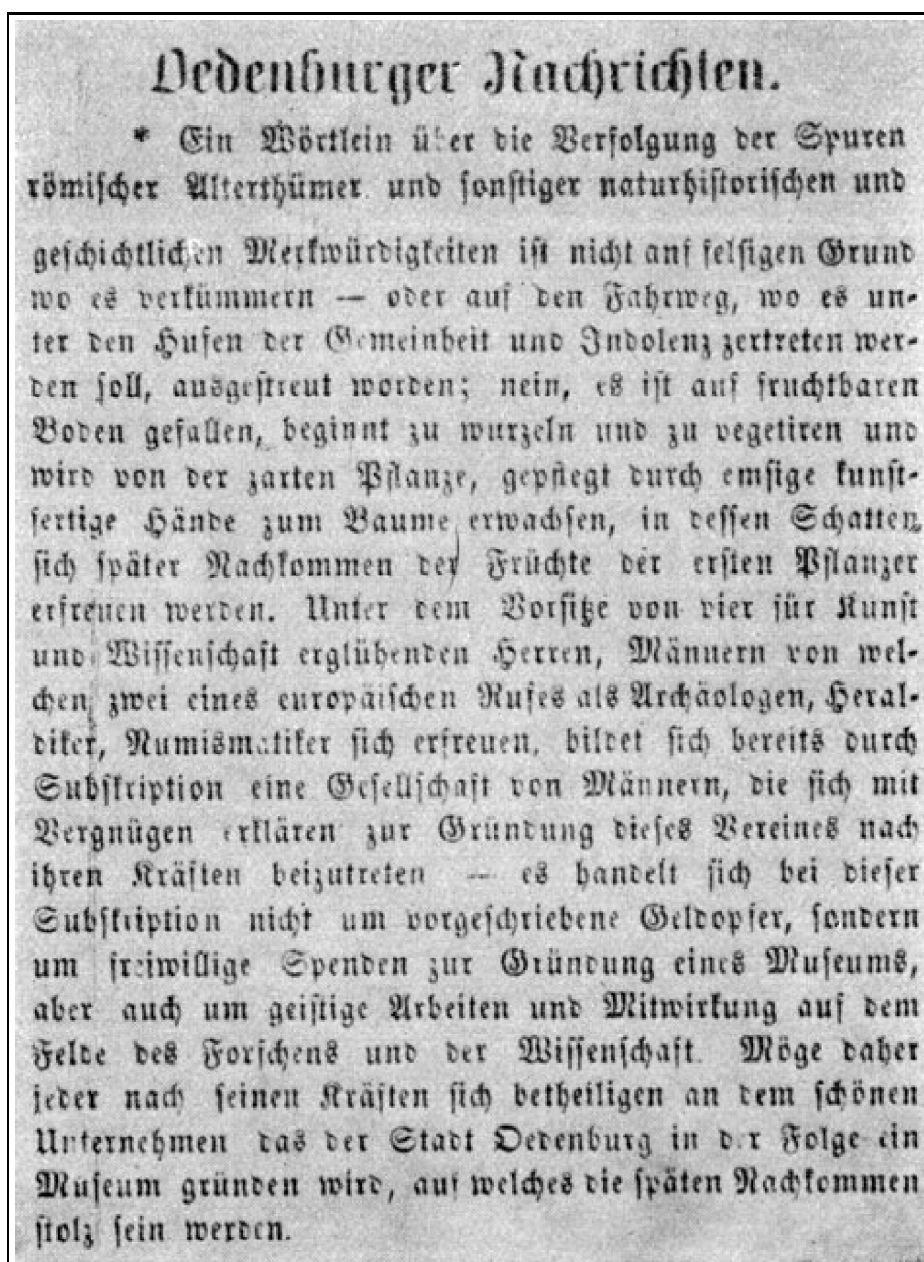 Oedenburger Nachrichten.
* Ein Wörtlein über die Verfolgung der Spuren
römischer Alterthümer und sonstiger naturhistorischen und
geschichtlichen Merkwürdigkeiten ist nicht auf felsigen Grund
wo es verkümmern — oder auf den Fahrweg, wo es un-
ter den Hufen der Gemeinheit und Indolenz zertreten wer-
den soll, ausgestreut worden; nein, es ist auf fruchtbaren
Boden gefallen, beginnt zu wurzeln und zu vegetiren und
wird von der zarten Pflanze, gepflegt durch emsige kunst-
fertige Hände zum Baume erwachsen, in dessen Schatten
sich später Nachkommen der Früchte der ersten Pflanzer
erfreuen werden. Unter dem Vorsitze von vier für Kunst
und Wissenschaft erglühenden Herren, Männern von wel-
chen zwei eines europäischen Rufes als Archäologen, Heral-
diker, Numismatiker sich erfreuen, bildet sich bereits durch
Subskription eine Gesellschaft von Männern, die sich mit
Vergnügen erklären zur Gründung dieses Vereines nach
ihren Kräften beizutreten — es handelt sich bei dieser
Subskription nicht um vorgeschriebene Geldopfer, sondern
um freiwillige Spenden zur Gründung eines Museums,
aber auch um geistige Arbeiten und Mitwirkung auf dem
Felde des Forschens und der Wissenschaft. Möge daher
jeder nach seinen Kräften sich betheiligen an dem schönen
Unternehmen das der Stadt Oedenburg in der Folge ein
Museum gründen wird, auf welches die späten Nachkommen
stolz sein werden.